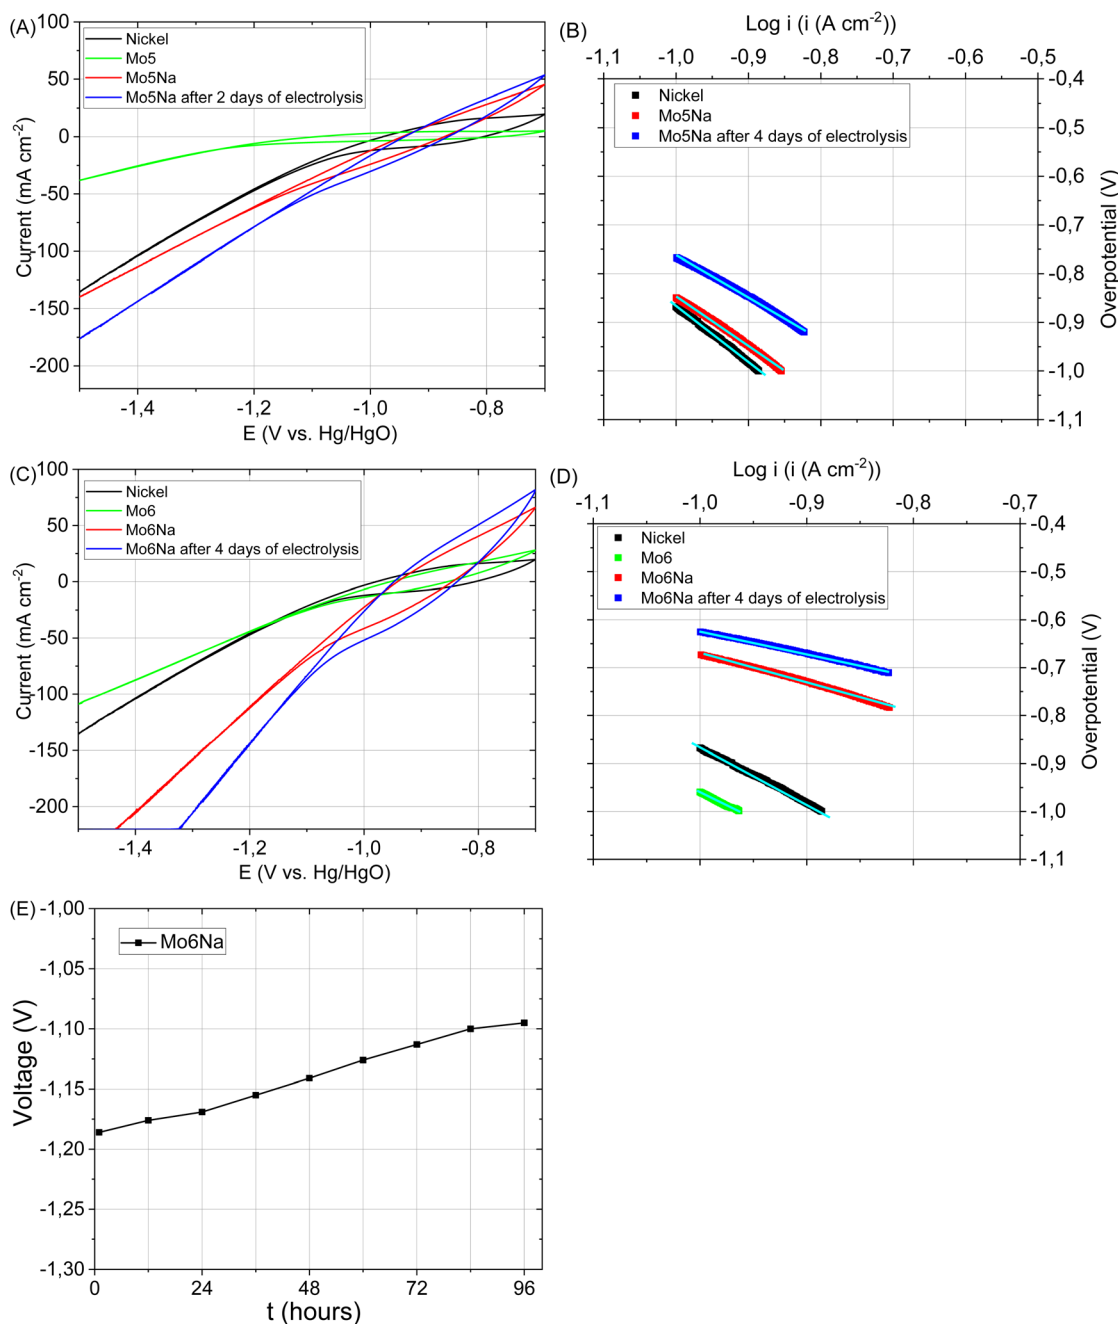 (A)
100
50
0
-50
-100
-150
-200
Current (mA cm-2)
Nickel
Mo5
Mo5Na
Mo5Na after 2 days of electrolysis
-1,4
-1,2
-1,0
-0,8
E (V vs. Hg/HgO)
(B)
Log i (i (A cm-2))
-1,1
-1,0
-0,9
-0,8
-0,7
-0,6
-0,5
Nickel
Mo5Na
Mo5Na after 4 days of electrolysis
-0,4
-0,5
-0,6
-0,7
-0,8
-0,9
-1,0
-1,1
Overpotential (V)
(C)
100
50
0
-50
-100
-150
-200
Current (mA cm-2)
Nickel
Mo6
Mo6Na
Mo6Na after 4 days of electrolysis
-1,4
-1,2
-1,0
-0,8
E (V vs. Hg/HgO)
(D)
Log i (i (A cm-2))
-1,1
-1,0
-0,9
-0,8
-0,7
Nickel
Mo6
Mo6Na
Mo6Na after 4 days of electrolysis
-0,4
-0,5
-0,6
-0,7
-0,8
-0,9
-1,0
-1,1
Overpotential (V)
(E)
-1,00
-1,05
-1,10
-1,15
-1,20
-1,25
-1,30
Voltage (V)
Mo6Na
0
24
48
72
96
t (hours)